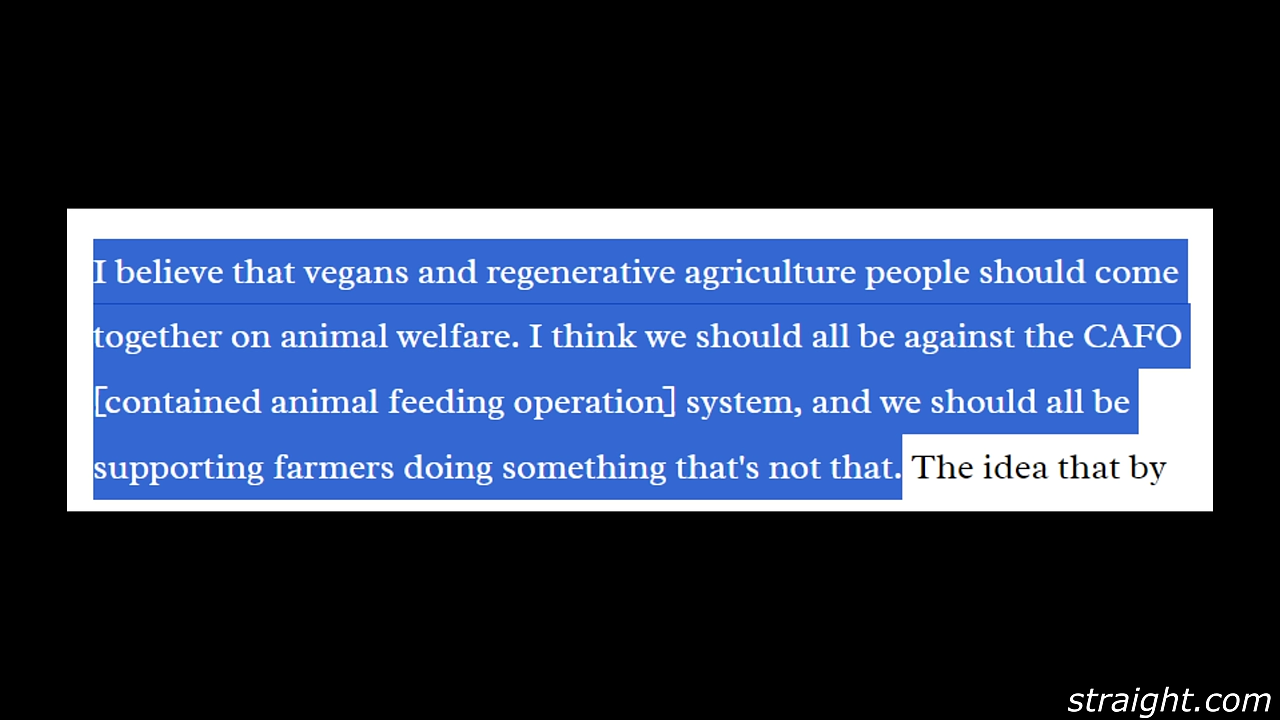 I believe that vegans and regenerative agriculture people should come
together on animal welfare. I think we should all be against the CAFO
[contained animal feeding operation] system, and we should all be
supporting farmers doing something that's not that. The idea that by
straight.com